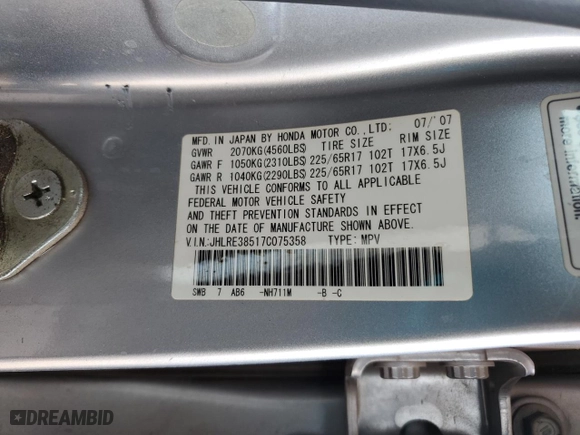 MFD. IN JAPAN BY HONDA MOTOR CO., LTD: 07/'07
GVWR 2070KG(4560LBS) TIRE SIZE RIM SIZE
GAWR F 1050KG(2310LBS) 225/65R17 102T 17X6.5J
GAWR R 1040KG(2290LBS) 225/65R17 102T 17X6.5J
THIS VEHICLE CONFORMS TO ALL APPLICABLE
FEDERAL MOTOR VEHICLE SAFETY
AND THEFT PREVENTION STANDARDS IN EFFECT
ON THE DATE OF MANUFACTURE SHOWN ABOVE.
V.I.N:JHLRE38517C075358 TYPE: MPV
SWB 7 AB6 -NH711M -B -C
more information.
DREAMBID